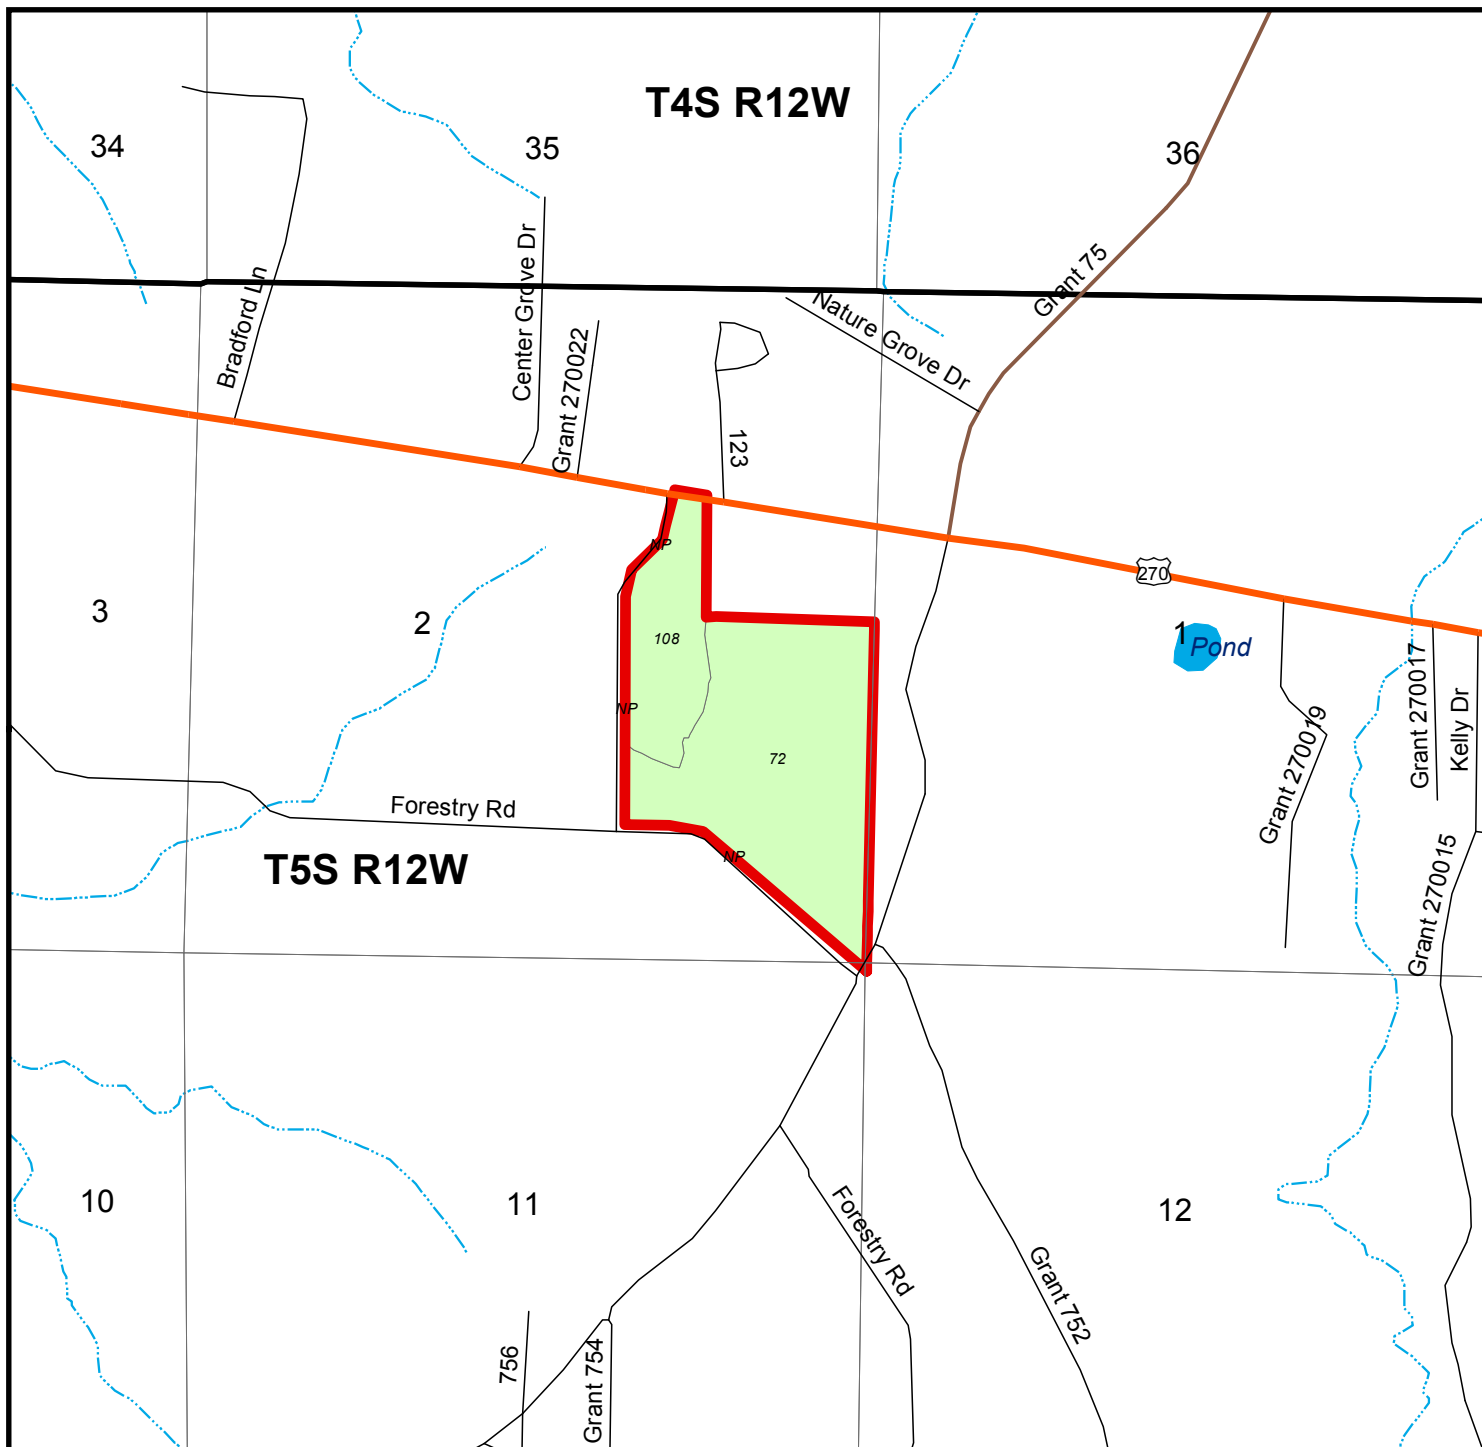 T4S R12W
34
35
36
Grant 75
Center Grove Dr
Bradford Ln
Nature Grove Dr
Grant 270022
123
NP
270
3
2
108
1
Pond
Grant 270017
Kelly Dr
NP
Grant 270019
72
Forestry Rd
T5S R12W
NP
Grant 270015
10
11
12
Forestry Rd
Grant 752
756
Grant 754